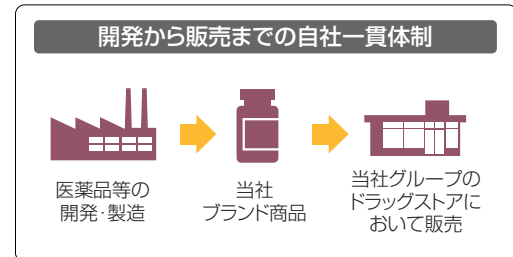 開発から販売までの自社一貫体制
医薬品等の
開発・製造
当社
ブランド商品
当社グループの
ドラッグストアに
おいて販売